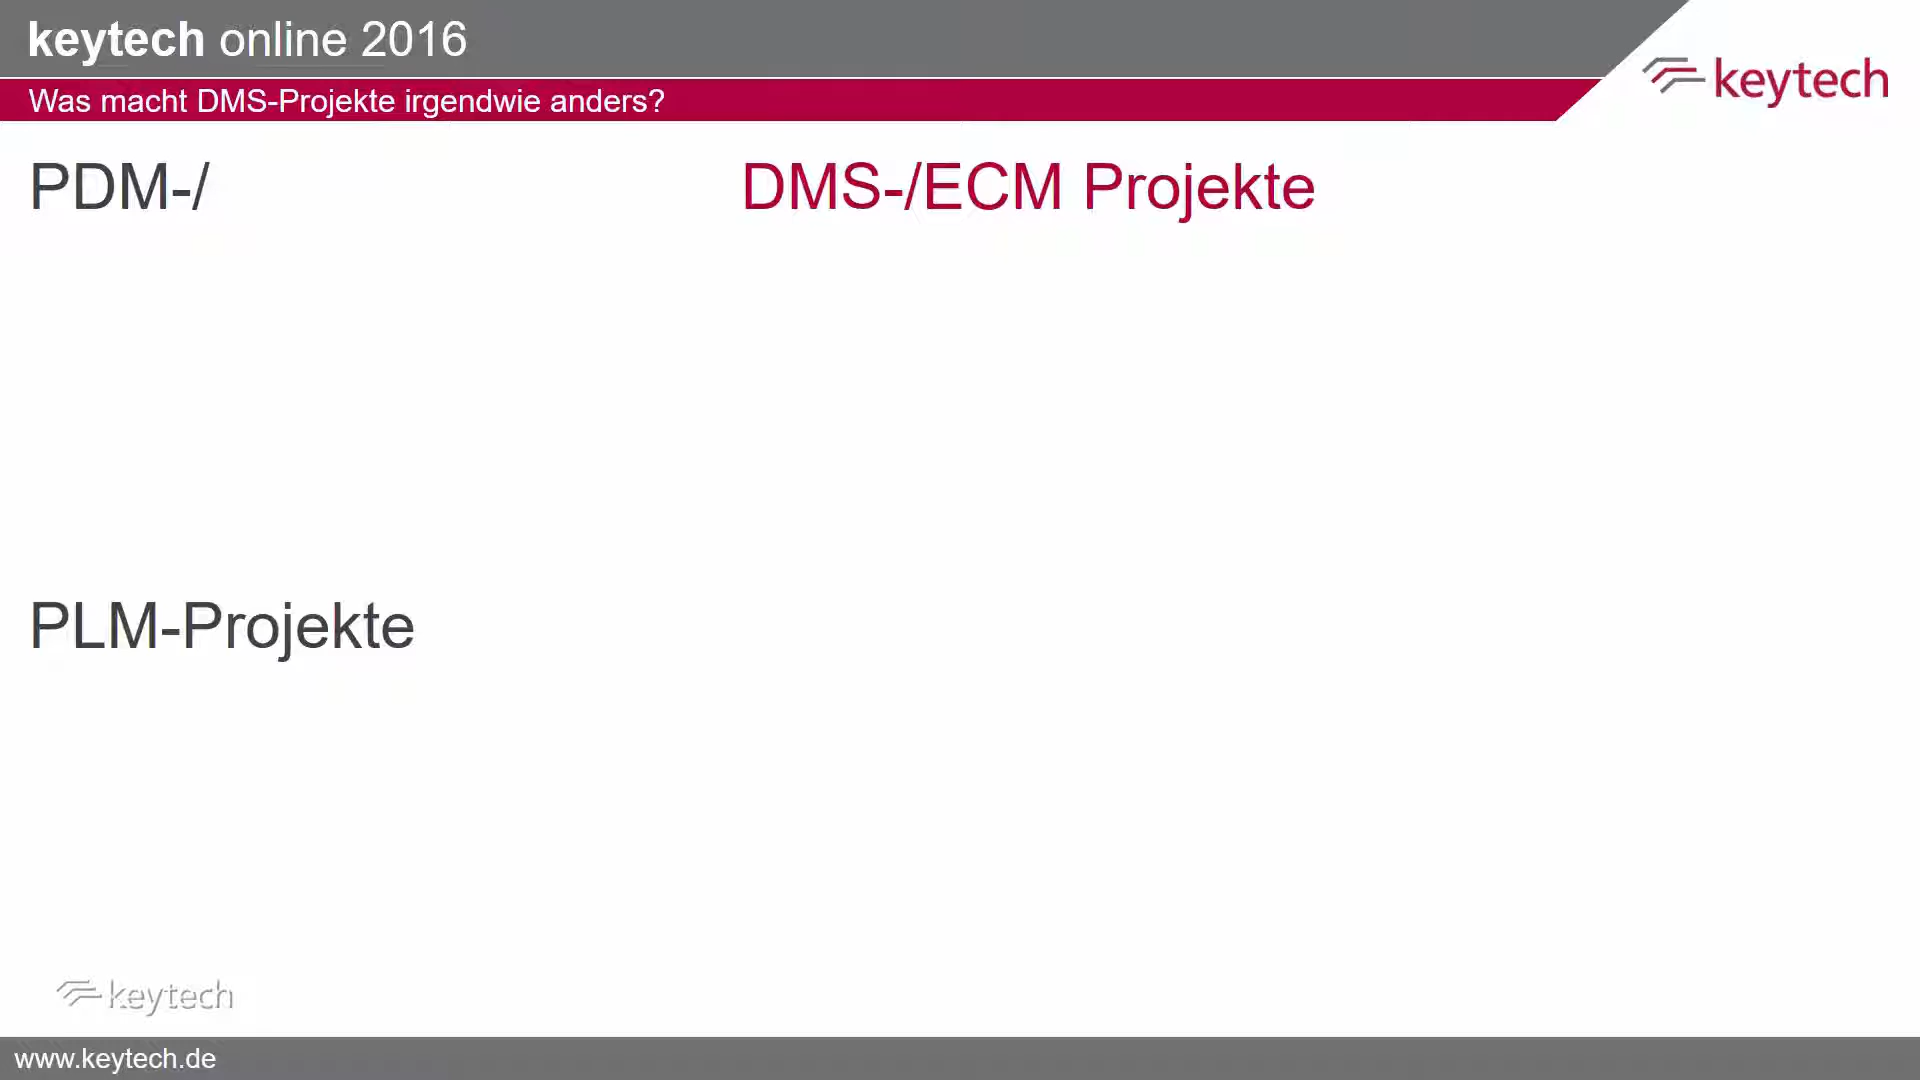 keytech online 2016
Was macht DMS-Projekte irgendwie anders?
keytech
PDM-/
DMS-/ECM Projekte
PLM-Projekte
keytech
www.keytech.de